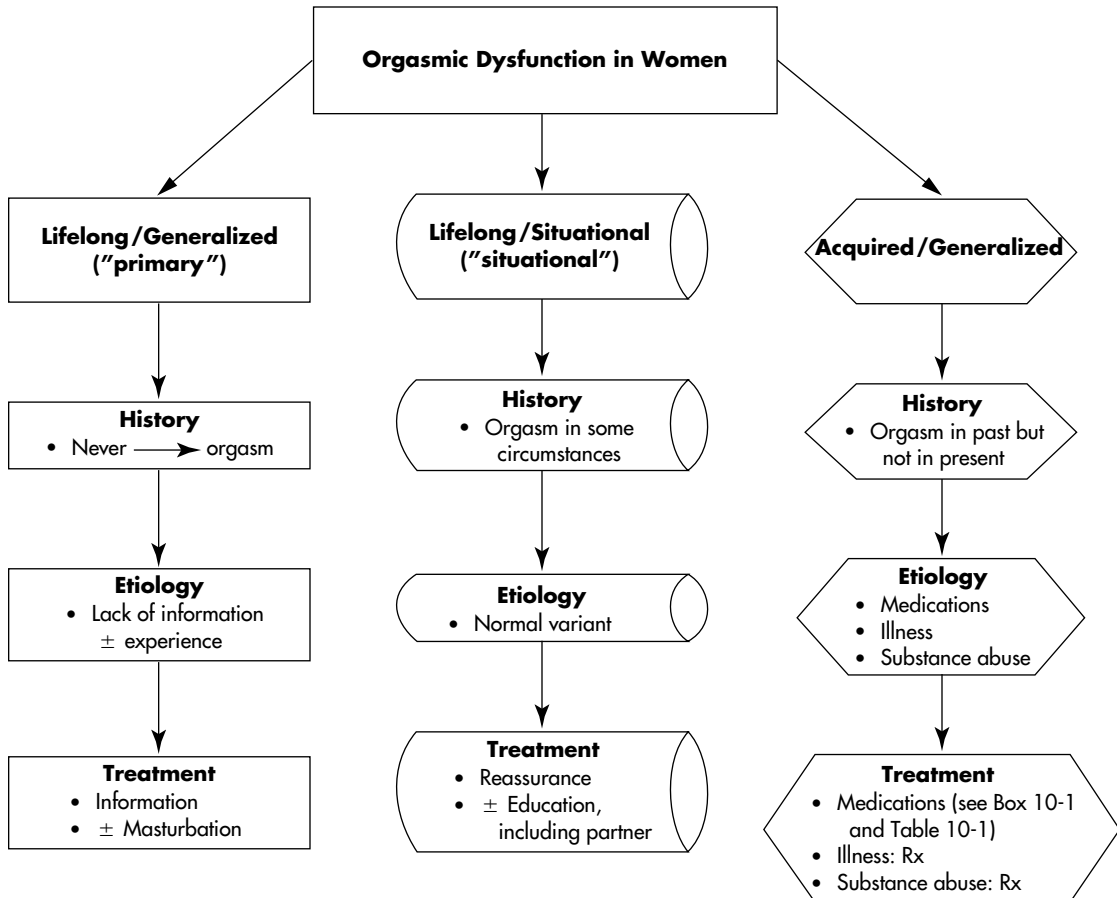 Orgasmic Dysfunction in Women
Lifelong/Generalized
("primary")
History
• Never ⟶ orgasm
Etiology
• Lack of information
± experience
Treatment
• Information
• ± Masturbation
Lifelong/Situational
("situational")
History
• Orgasm in some
circumstances
Etiology
• Normal variant
Treatment
• Reassurance
• ± Education,
including partner
Acquired/Generalized
History
• Orgasm in past but
not in present
Etiology
• Medications
• Illness
• Substance abuse
Treatment
• Medications (see Box 10-1
and Table 10-1)
• Illness: Rx
• Substance abuse: Rx